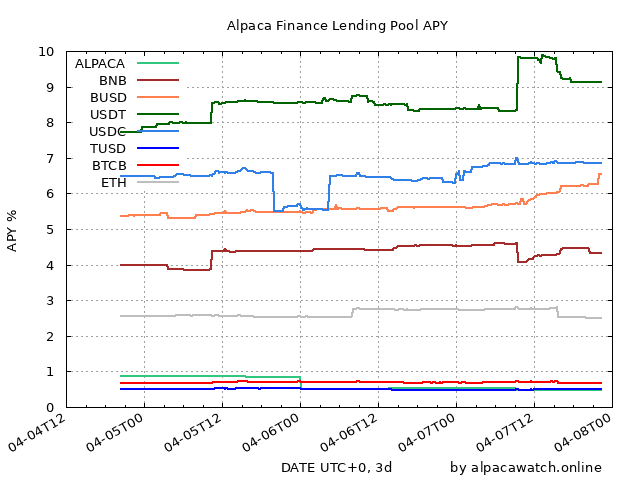 Alpaca Finance Lending Pool APY
10
9
8
7
6
5
4
3
2
1
0
APY %
ALPACA
BNB
BUSD
USDT
USDC
TUSD
BTCB
ETH
04-04T12
04-05T00
04-05T12
04-06T00
04-06T12
04-07T00
04-07T12
04-08T00
DATE UTC+0, 3d
by alpacawatch.online